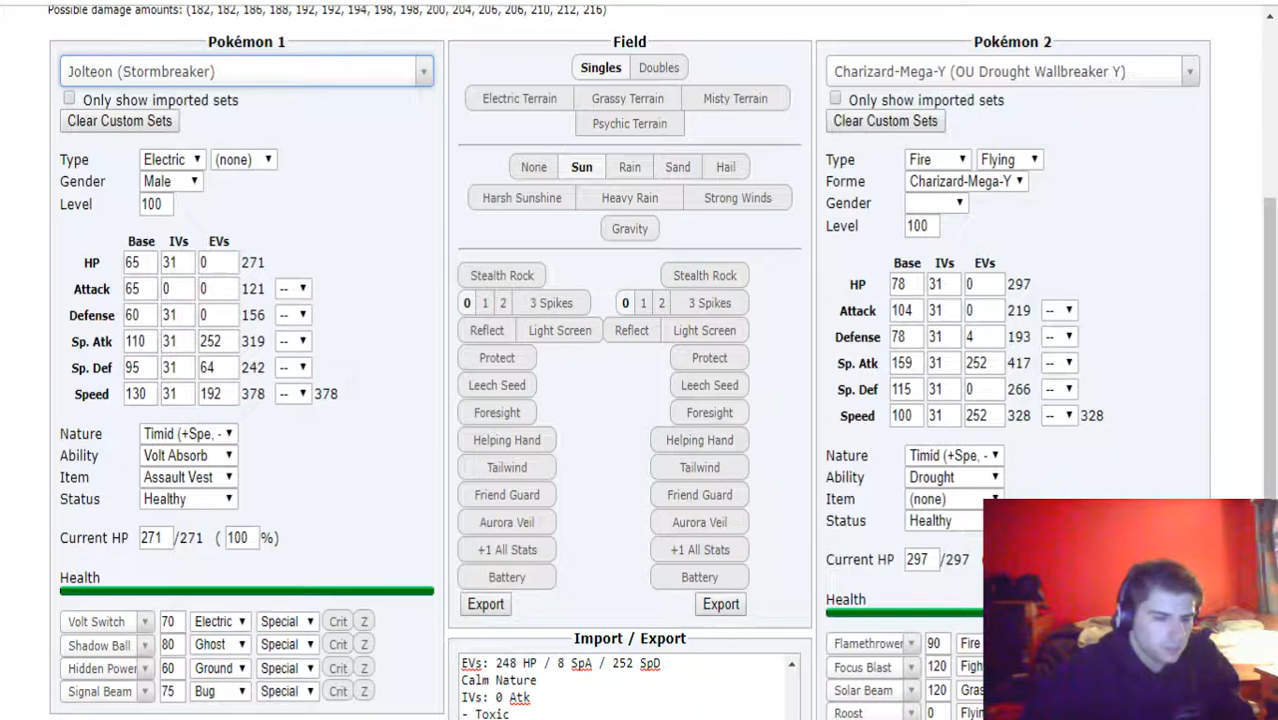 Possible damage amounts: (182, 182, 186, 188, 192, 192, 194, 198, 198, 200, 204, 206, 206, 210, 212, 216)
Pokémon 1
Jolteon (Stormbreaker)
Only show imported sets
Clear Custom Sets
Type Electric (none)
Gender Male
Level 100
Base IVs EVs
HP 65 31 0 271
Attack 65 0 0 121 --
Defense 60 31 0 156 --
Sp. Atk 110 31 252 319 --
Sp. Def 95 31 64 242 --
Speed 130 31 192 378 -- 378
Nature Timid (+Spe, -
Ability Volt Absorb
Item Assault Vest
Status Healthy
Current HP 271 /271 ( 100 %)
Health
Volt Switch 70 Electric Special Crit Z
Shadow Ball 80 Ghost Special Crit Z
Hidden Power 60 Ground Special Crit Z
Signal Beam 75 Bug Special Crit Z
Field
Singles Doubles
Electric Terrain Grassy Terrain Misty Terrain
Psychic Terrain
None Sun Rain Sand Hail
Harsh Sunshine Heavy Rain Strong Winds
Gravity
Stealth Rock Stealth Rock
0 1 2 3 Spikes 0 1 2 3 Spikes
Reflect Light Screen Reflect Light Screen
Protect Protect
Leech Seed Leech Seed
Foresight Foresight
Helping Hand Helping Hand
Tailwind Tailwind
Friend Guard Friend Guard
Aurora Veil Aurora Veil
+1 All Stats +1 All Stats
Battery Battery
Export Export
Import / Export
EVs: 248 HP / 8 SpA / 252 SpD
Calm Nature
IVs: 0 Atk
- Toxic
Pokémon 2
Charizard-Mega-Y (OU Drought Wallbreaker Y)
Only show imported sets
Clear Custom Sets
Type Fire Flying
Forme Charizard-Mega-Y
Gender
Level 100
Base IVs EVs
HP 78 31 0 297
Attack 104 31 0 219 --
Defense 78 31 4 193 --
Sp. Atk 159 31 252 417 --
Sp. Def 115 31 0 266 --
Speed 100 31 252 328 -- 328
Nature Timid (+Spe, -
Ability Drought
Item (none)
Status Healthy
Current HP 297 /297
Health
Flamethrower 90 Fire
Focus Blast 120 Figh
Solar Beam 120 Gras
Roost 0 Flying